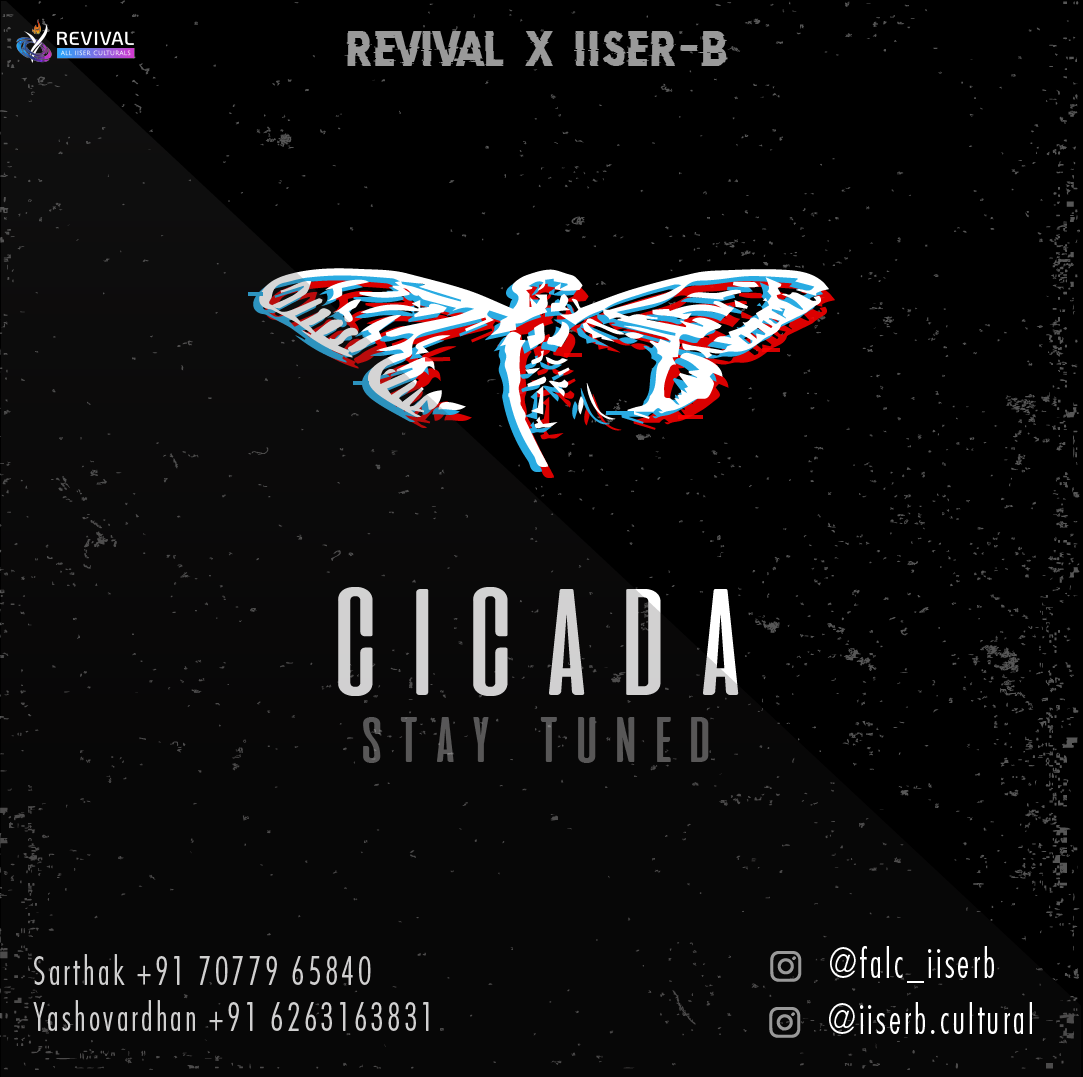 REVIVAL
ALL IISER CULTURALS
REVIVAL X IISER-B
CICADA
STAY TUNED
Sarthak +91 70779 65840
Yashovardhan +91 6263163831
@falc_iiserb
@iiserb.cultural